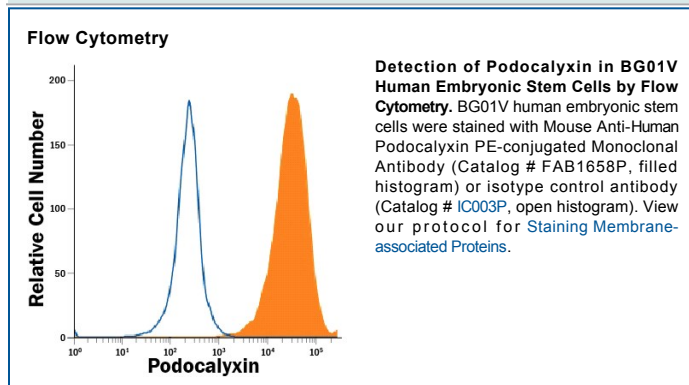 Flow Cytometry
200
150
100
50
0
Relative Cell Number
10⁰ 10¹ 10² 10³ 10⁴ 10⁵
Podocalyxin
Detection of Podocalyxin in BG01V
Human Embryonic Stem Cells by Flow
Cytometry. BG01V human embryonic stem
cells were stained with Mouse Anti-Human
Podocalyxin PE-conjugated Monoclonal
Antibody (Catalog # FAB1658P, filled
histogram) or isotype control antibody
(Catalog # IC003P, open histogram). View
our protocol for Staining Membrane-
associated Proteins.